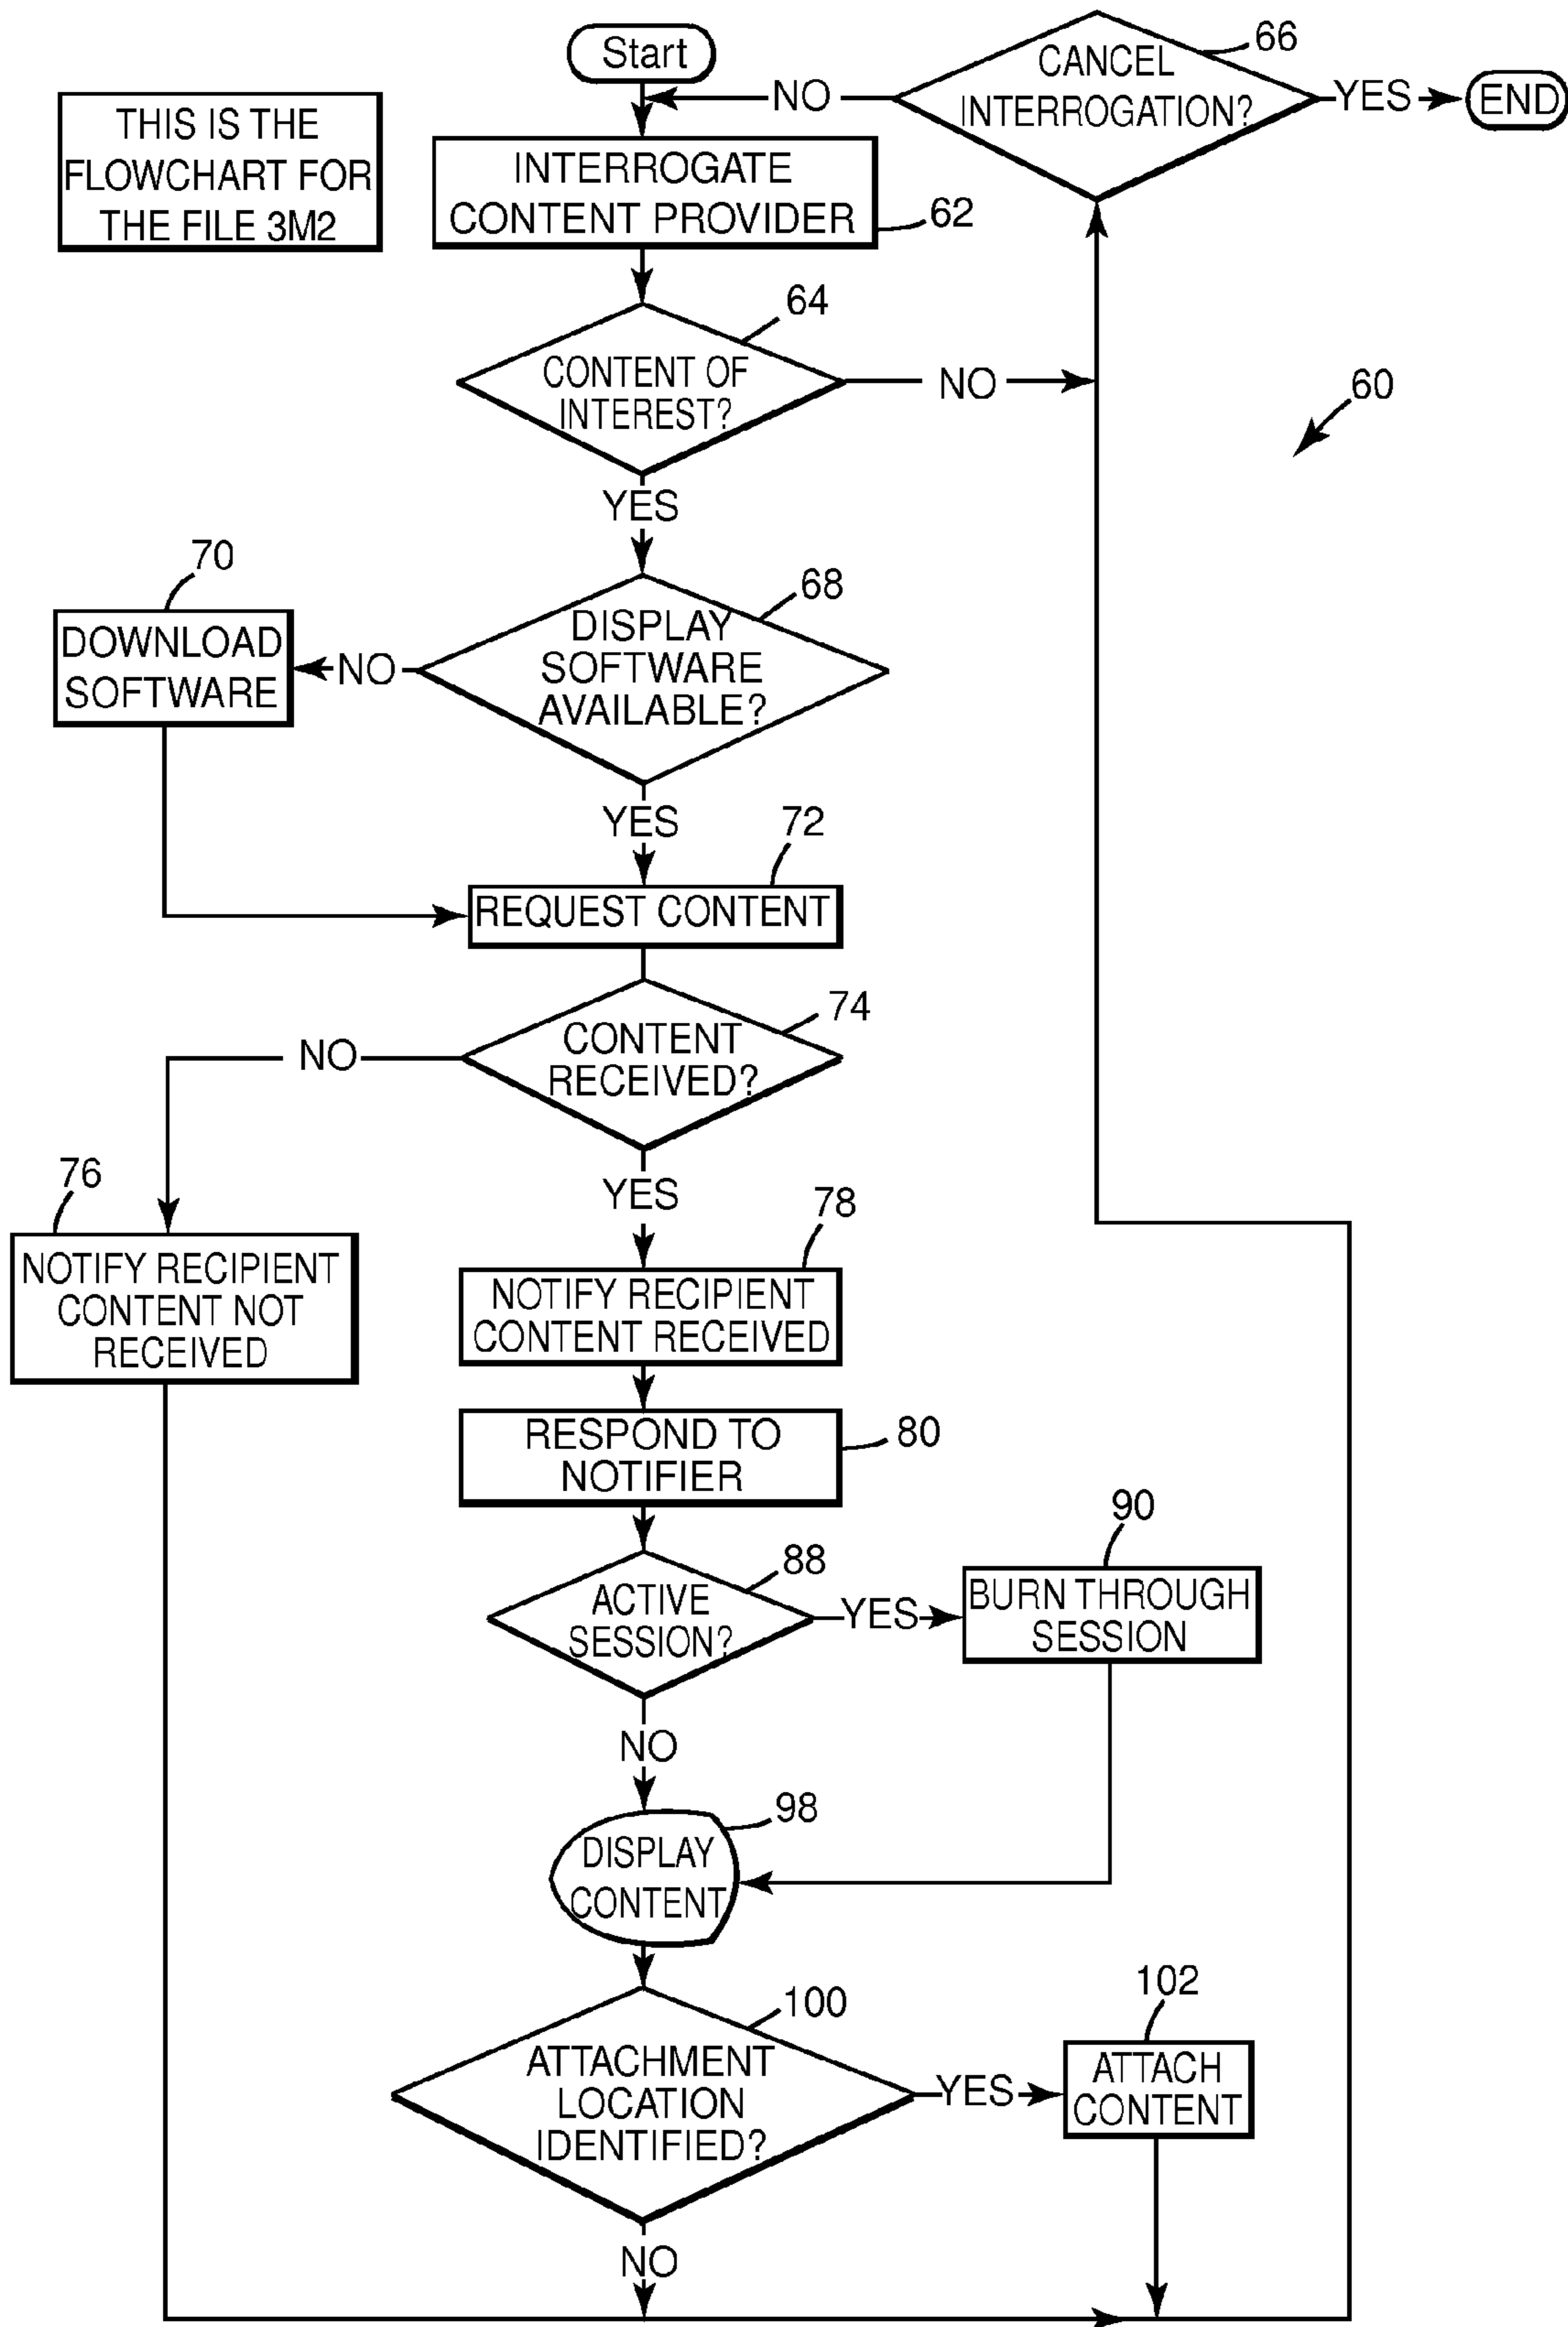 Start
CANCEL
INTERROGATION?
66
NO
YES
END
THIS IS THE
FLOWCHART FOR
THE FILE 3M2
INTERROGATE
CONTENT PROVIDER
62
64
CONTENT OF
INTEREST?
NO
60
YES
70
68
DOWNLOAD
SOFTWARE
NO
DISPLAY
SOFTWARE
AVAILABLE?
YES
72
REQUEST CONTENT
74
CONTENT
RECEIVED?
NO
YES
76
78
NOTIFY RECIPIENT
CONTENT NOT
RECEIVED
NOTIFY RECIPIENT
CONTENT RECEIVED
RESPOND TO
NOTIFIER
80
90
88
ACTIVE
SESSION?
YES
BURN THROUGH
SESSION
NO
98
DISPLAY
CONTENT
102
100
ATTACHMENT
LOCATION
IDENTIFIED?
YES
ATTACH
CONTENT
NO